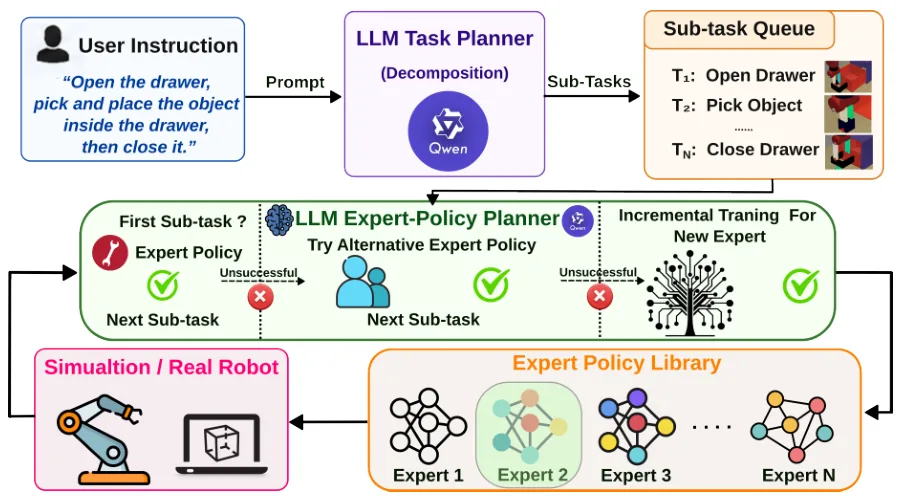 User Instruction
“Open the drawer,
pick and place the object
inside the drawer,
then close it.”
Prompt
LLM Task Planner
(Decomposition)
Qwen
Sub-Tasks
Sub-task Queue
T₁: Open Drawer
T₂: Pick Object
......
T_N: Close Drawer
First Sub-task ?
Expert Policy
Next Sub-task
Unsuccessful
LLM Expert-Policy Planner
Qwen
Try Alternative Expert Policy
Next Sub-task
Unsuccessful
Incremental Traning For
New Expert
Simualtion / Real Robot
Expert Policy Library
Expert 1
Expert 2
Expert 3
. . . .
Expert N